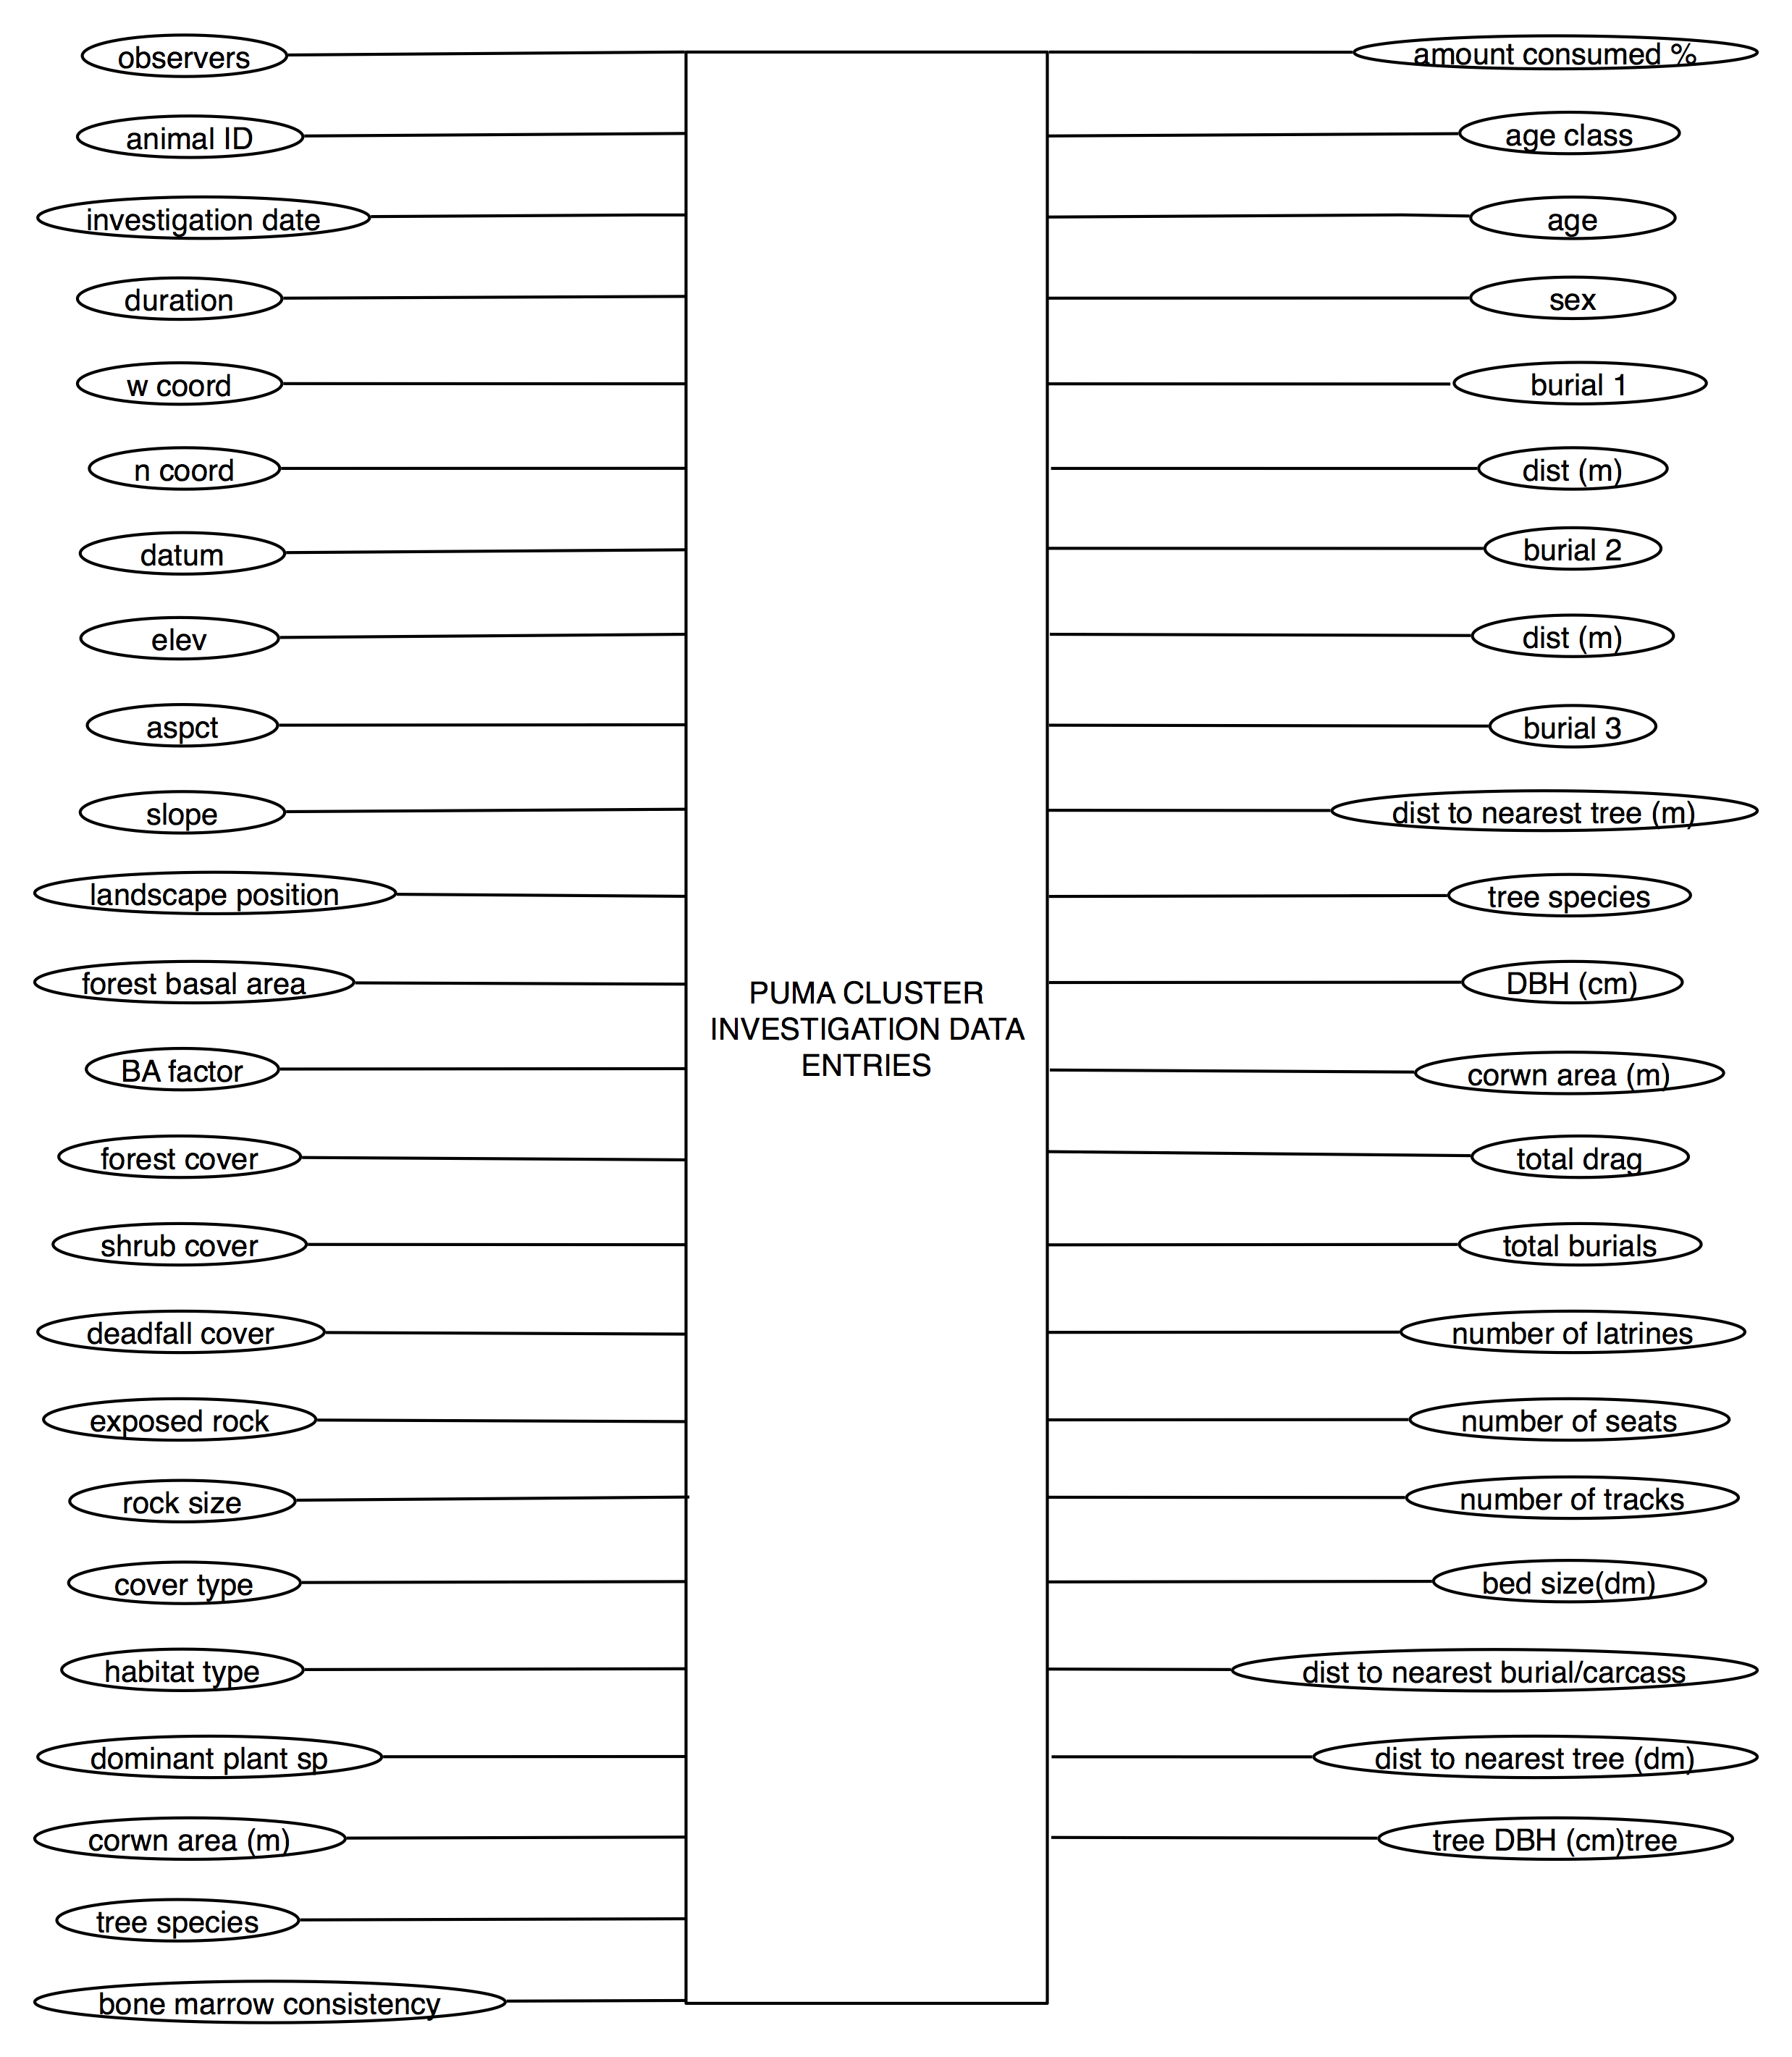 observers
animal ID
investigation date
duration
w coord
n coord
datum
elev
aspct
slope
landscape position
forest basal area
BA factor
forest cover
shrub cover
deadfall cover
exposed rock
rock size
cover type
habitat type
dominant plant sp
corwn area (m)
tree species
bone marrow consistency
PUMA CLUSTER
INVESTIGATION DATA
ENTRIES
amount consumed %
age class
age
sex
burial 1
dist (m)
burial 2
dist (m)
burial 3
dist to nearest tree (m)
tree species
DBH (cm)
corwn area (m)
total drag
total burials
number of latrines
number of seats
number of tracks
bed size(dm)
dist to nearest burial/carcass
dist to nearest tree (dm)
tree DBH (cm)tree